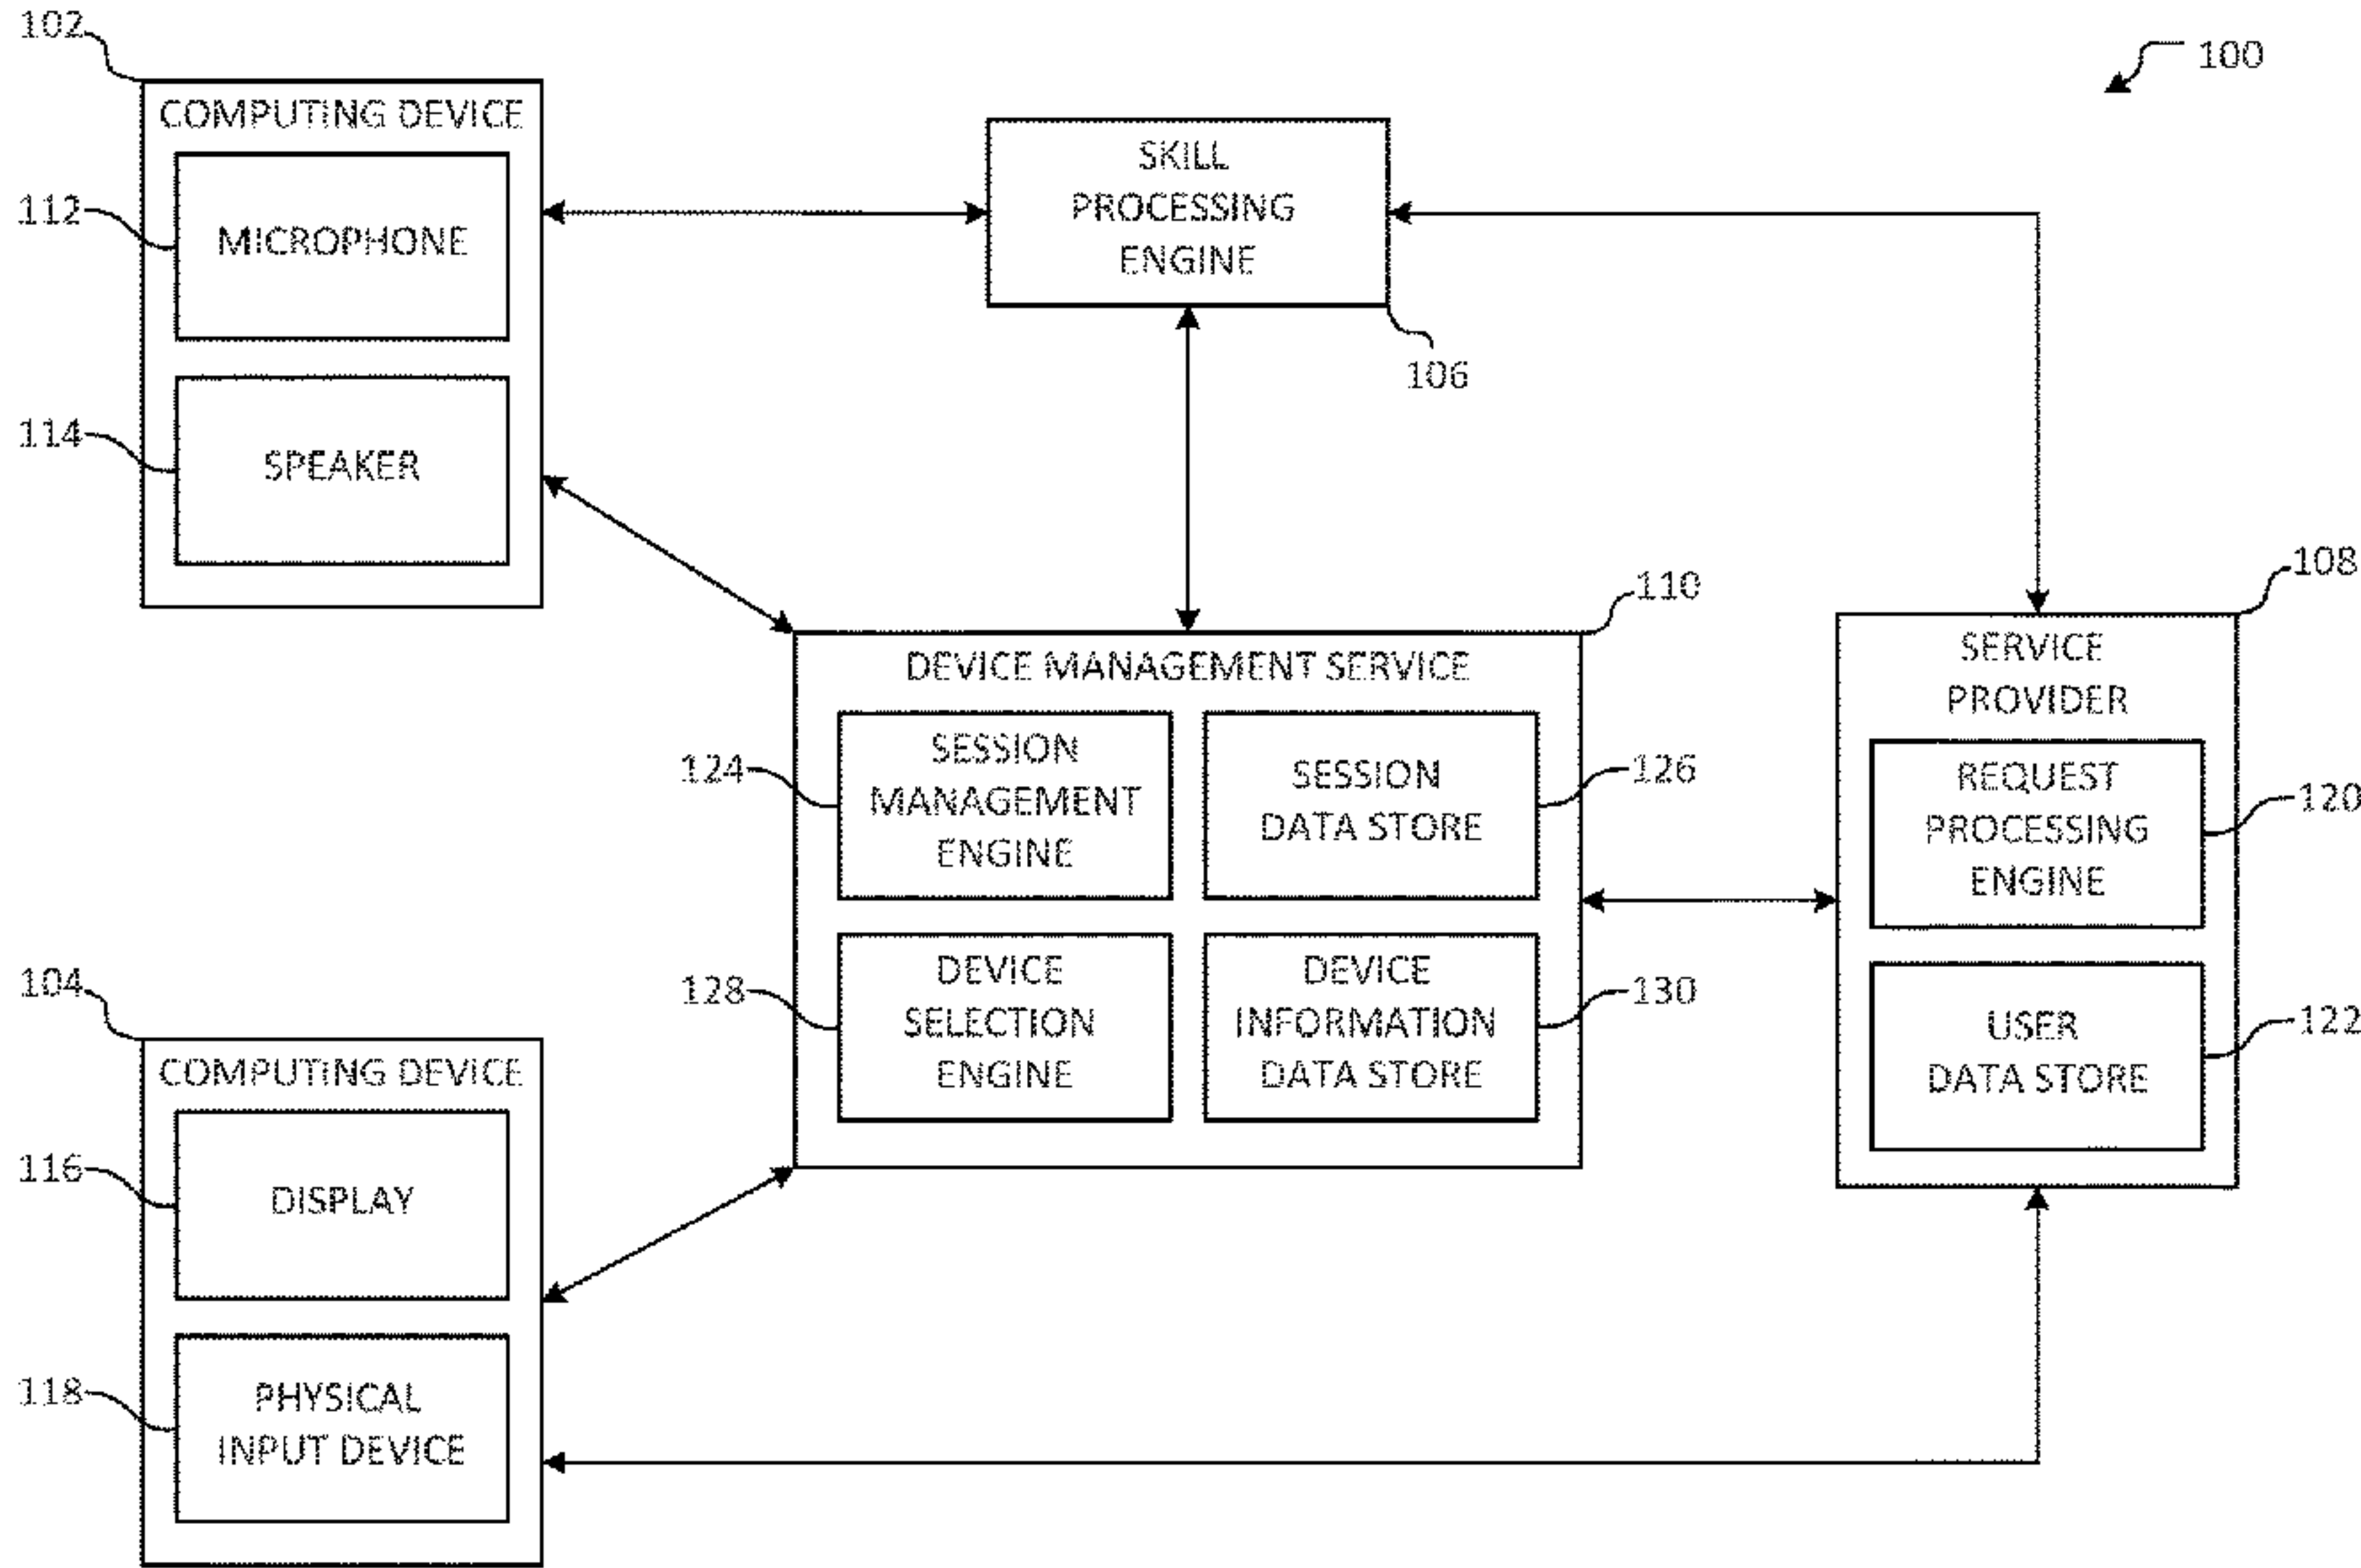 102
100
COMPUTING DEVICE
SKILL
PROCESSING
ENGINE
112
MICROPHONE
106
114
SPEAKER
110
108
DEVICE MANAGEMENT SERVICE
SERVICE
PROVIDER
124
SESSION
MANAGEMENT
ENGINE
SESSION
DATA STORE
126
REQUEST
PROCESSING
ENGINE
120
104
128
DEVICE
SELECTION
ENGINE
DEVICE
INFORMATION
DATA STORE
130
USER
DATA STORE
122
COMPUTING DEVICE
116
DISPLAY
118
PHYSICAL
INPUT DEVICE